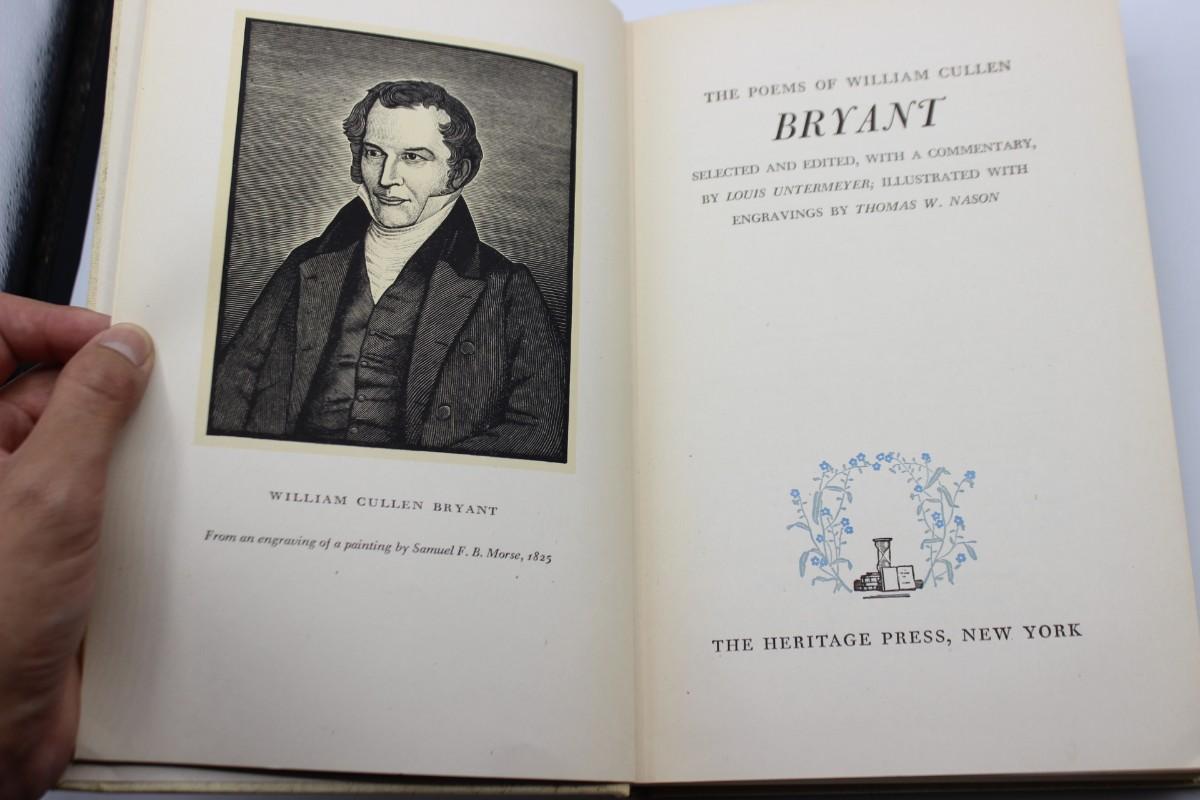 WILLIAM CULLEN BRYANT
From an engraving of a painting by Samuel F. B. Morse, 1825
THE POEMS OF WILLIAM CULLEN
BRYANT
SELECTED AND EDITED, WITH A COMMENTARY,
BY LOUIS UNTERMEYER; ILLUSTRATED WITH
ENGRAVINGS BY THOMAS W. NASON
THE HERITAGE PRESS, NEW YORK